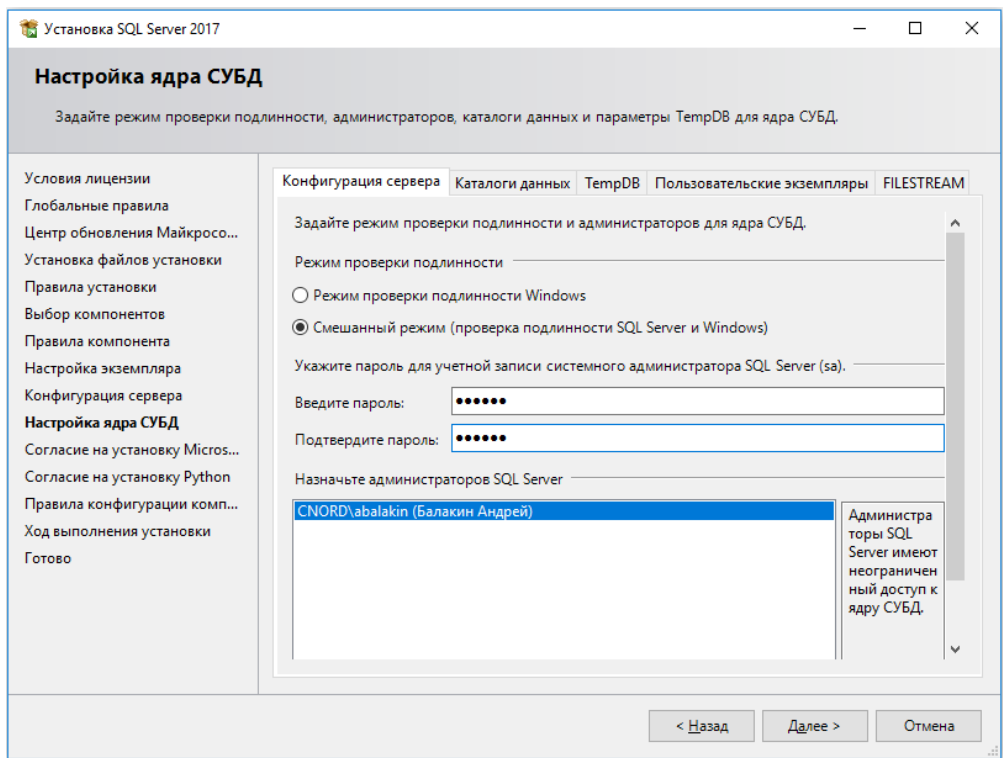 Установка SQL Server 2017
Настройка ядра СУБД
Задайте режим проверки подлинности, администраторов, каталоги данных и параметры TempDB для ядра СУБД.
Условия лицензии
Глобальные правила
Центр обновления Майкросо...
Установка файлов установки
Правила установки
Выбор компонентов
Правила компонента
Настройка экземпляра
Конфигурация сервера
Настройка ядра СУБД
Согласие на установку Micros...
Согласие на установку Python
Правила конфигурации комп...
Ход выполнения установки
Готово
Конфигурация сервера Каталоги данных TempDB Пользовательские экземпляры FILESTREAM
Задайте режим проверки подлинности и администраторов для ядра СУБД.
Режим проверки подлинности
Режим проверки подлинности Windows
Смешанный режим (проверка подлинности SQL Server и Windows)
Укажите пароль для учетной записи системного администратора SQL Server (sa).
Введите пароль: ••••••
Подтвердите пароль: ••••••
Назначьте администраторов SQL Server
CNORD\abalakin (Балакин Андрей)
Администра
торы SQL
Server имеют
неограничен
ный доступ к
ядру СУБД.
< Назад Далее > Отмена